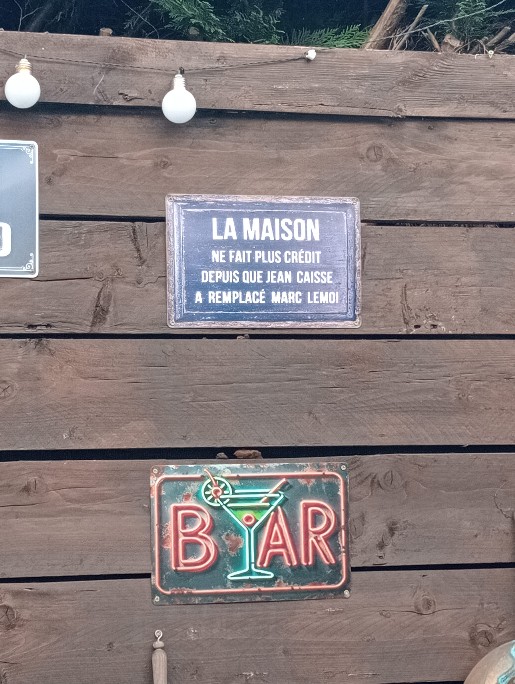 LA MAISON
NE FAIT PLUS CRÉDIT
DEPUIS QUE JEAN CAISSE
A REMPLACÉ MARC LEMOI
BAR